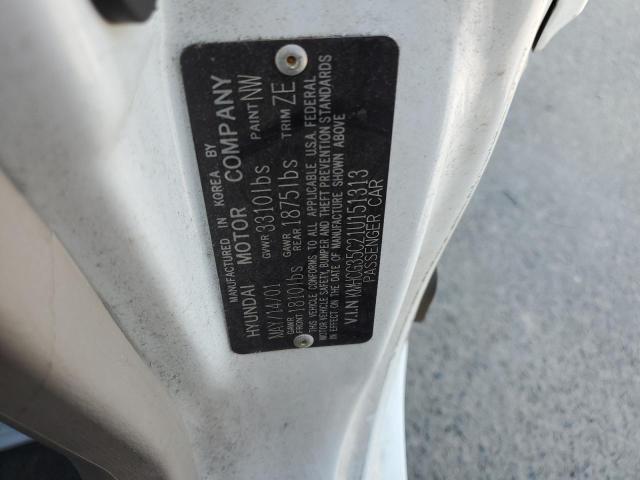 MANUFACTURED IN KOREA BY
HYUNDAI MOTOR COMPANY
MAY/14/01 GVWR 3310lbs PAINT NW
GAWR FRONT 1810lbs GAWR REAR 1875lbs TRIM ZE
THIS VEHICLE CONFORMS TO ALL APPLICABLE U.S.A. FEDERAL
MOTOR VEHICLE SAFETY, BUMPER AND THEFT PREVENTION STANDARDS
IN EFFECT ON THE DATE OF MANUFACTURE SHOWN ABOVE
V.I.N KMHCG35C21U151313
PASSENGER CAR